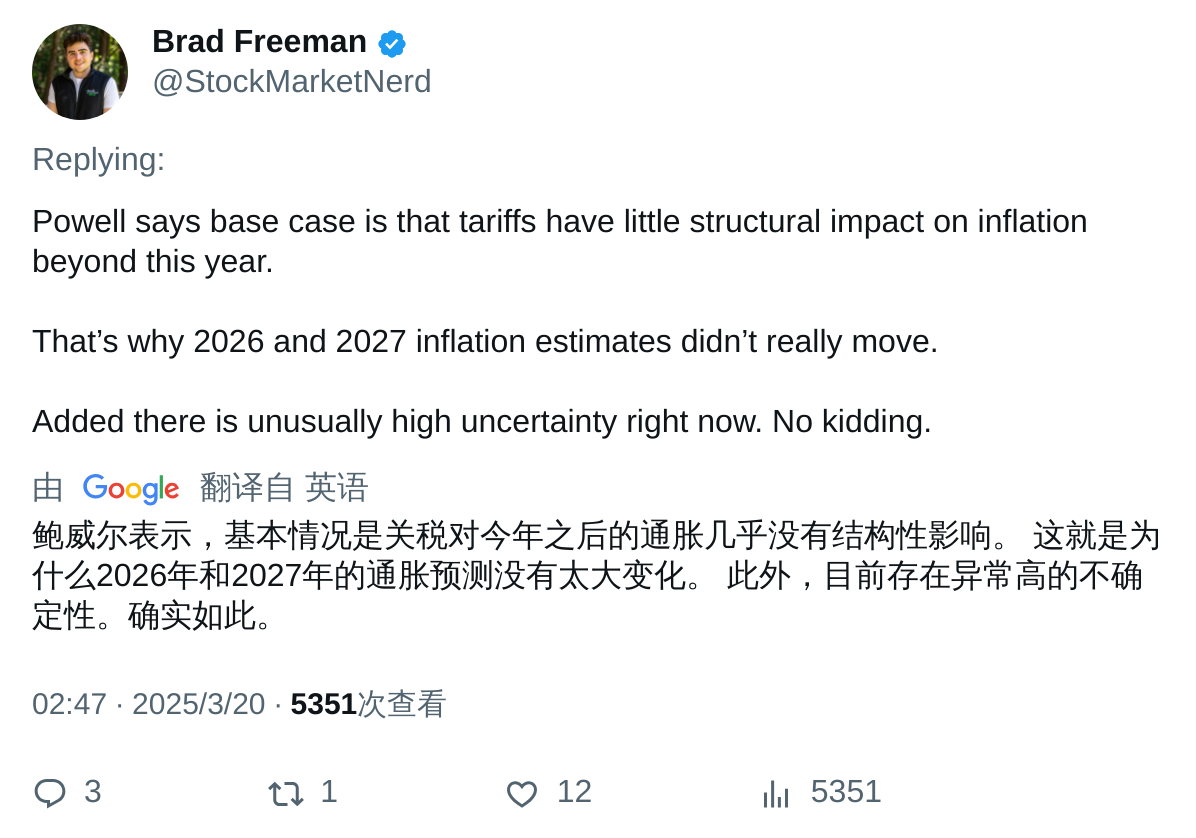 Brad Freeman
@StockMarketNerd
Replying:
Powell says base case is that tariffs have little structural impact on inflation
beyond this year.
That’s why 2026 and 2027 inflation estimates didn’t really move.
Added there is unusually high uncertainty right now. No kidding.
由 Google 翻译自 英语
鲍威尔表示，基本情况是关税对今年之后的通胀几乎没有结构性影响。 这就是为
什么2026年和2027年的通胀预测没有太大变化。 此外，目前存在异常高的不确
定性。确实如此。
02:47 · 2025/3/20 · 5351次查看
3 1 12 5351